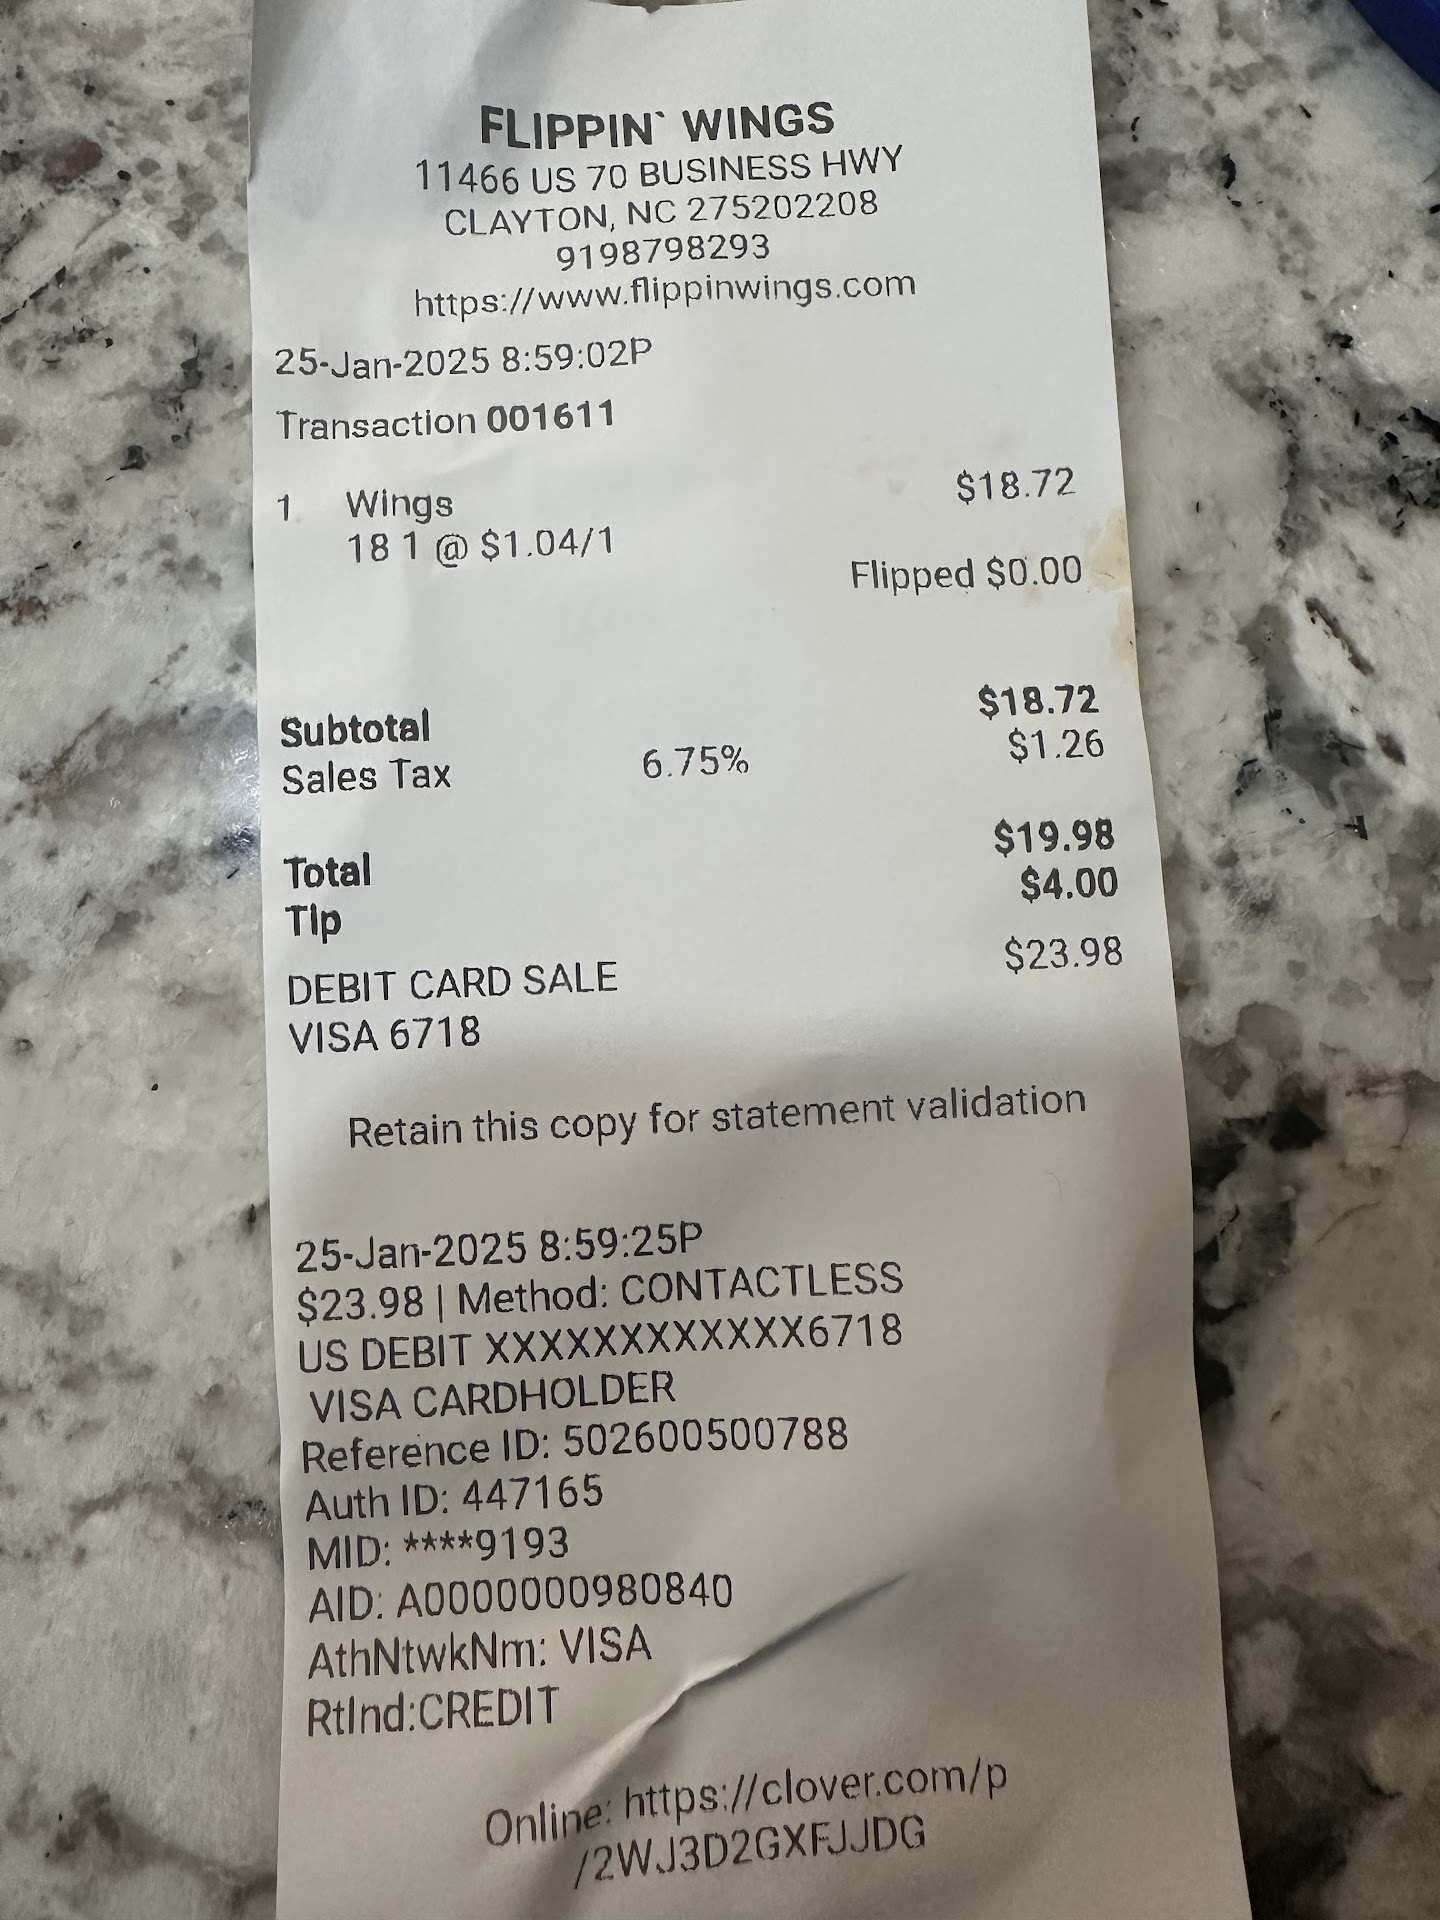 FLIPPIN` WINGS
11466 US 70 BUSINESS HWY
CLAYTON, NC 275202208
9198798293
https://www.flippinwings.com
25-Jan-2025 8:59:02P
Transaction 001611
1 Wings $18.72
18 1 @ $1.04/1
Flipped $0.00
Subtotal $18.72
Sales Tax 6.75% $1.26
Total $19.98
Tip $4.00
DEBIT CARD SALE $23.98
VISA 6718
Retain this copy for statement validation
25-Jan-2025 8:59:25P
$23.98 | Method: CONTACTLESS
US DEBIT XXXXXXXXXXXX6718
VISA CARDHOLDER
Reference ID: 502600500788
Auth ID: 447165
MID: ****9193
AID: A0000000980840
AthNtwkNm: VISA
RtInd:CREDIT
Online: https://clover.com/p
/2WJ3D2GXFJJDG